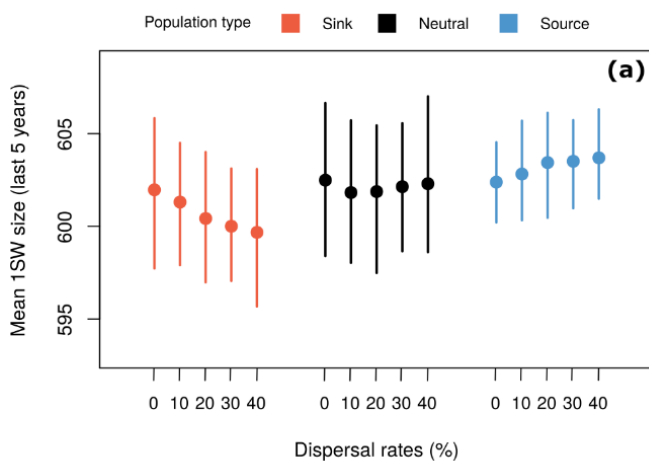 Population type Sink Neutral Source
(a)
Mean 1SW size (last 5 years)
605
600
595
0 10 20 30 40 0 10 20 30 40 0 10 20 30 40
Dispersal rates (%)